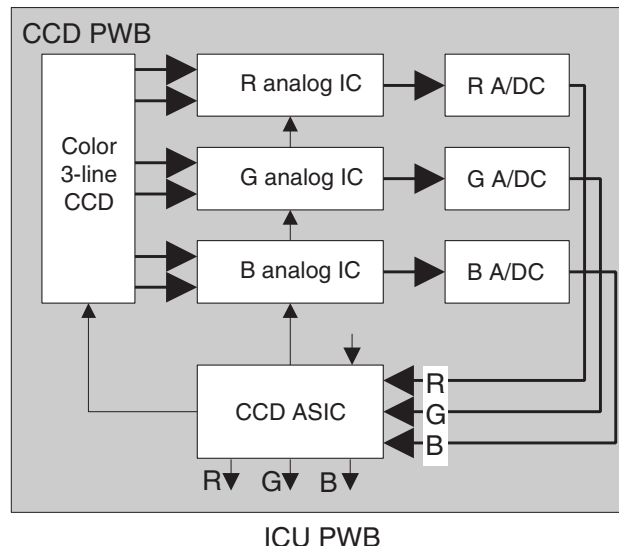 CCD PWB
R analog IC
R A/DC
Color
3-line
CCD
G analog IC
G A/DC
B analog IC
B A/DC
R
CCD ASIC
G
B
R G B
ICU PWB